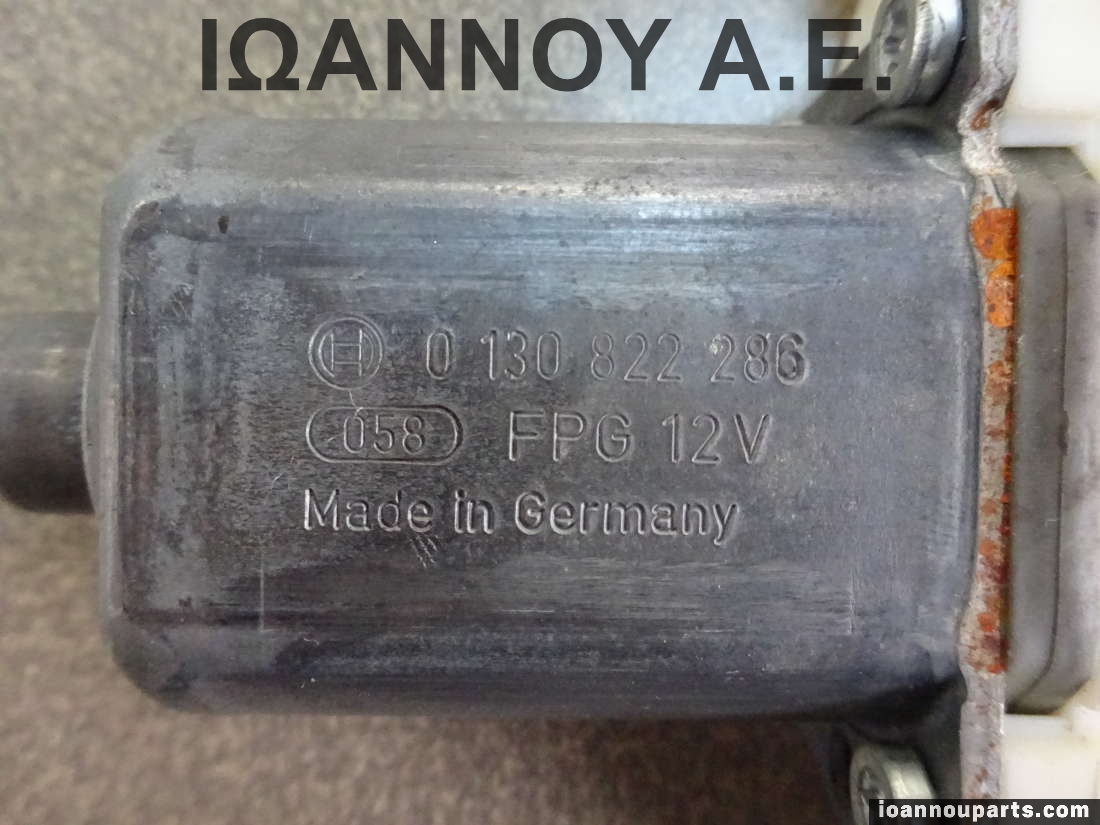 ΙΩΑΝΝΟΥ Α.Ε.
H 0 130 822 286
058 FPG 12V
Made in Germany
ioannouparts.com